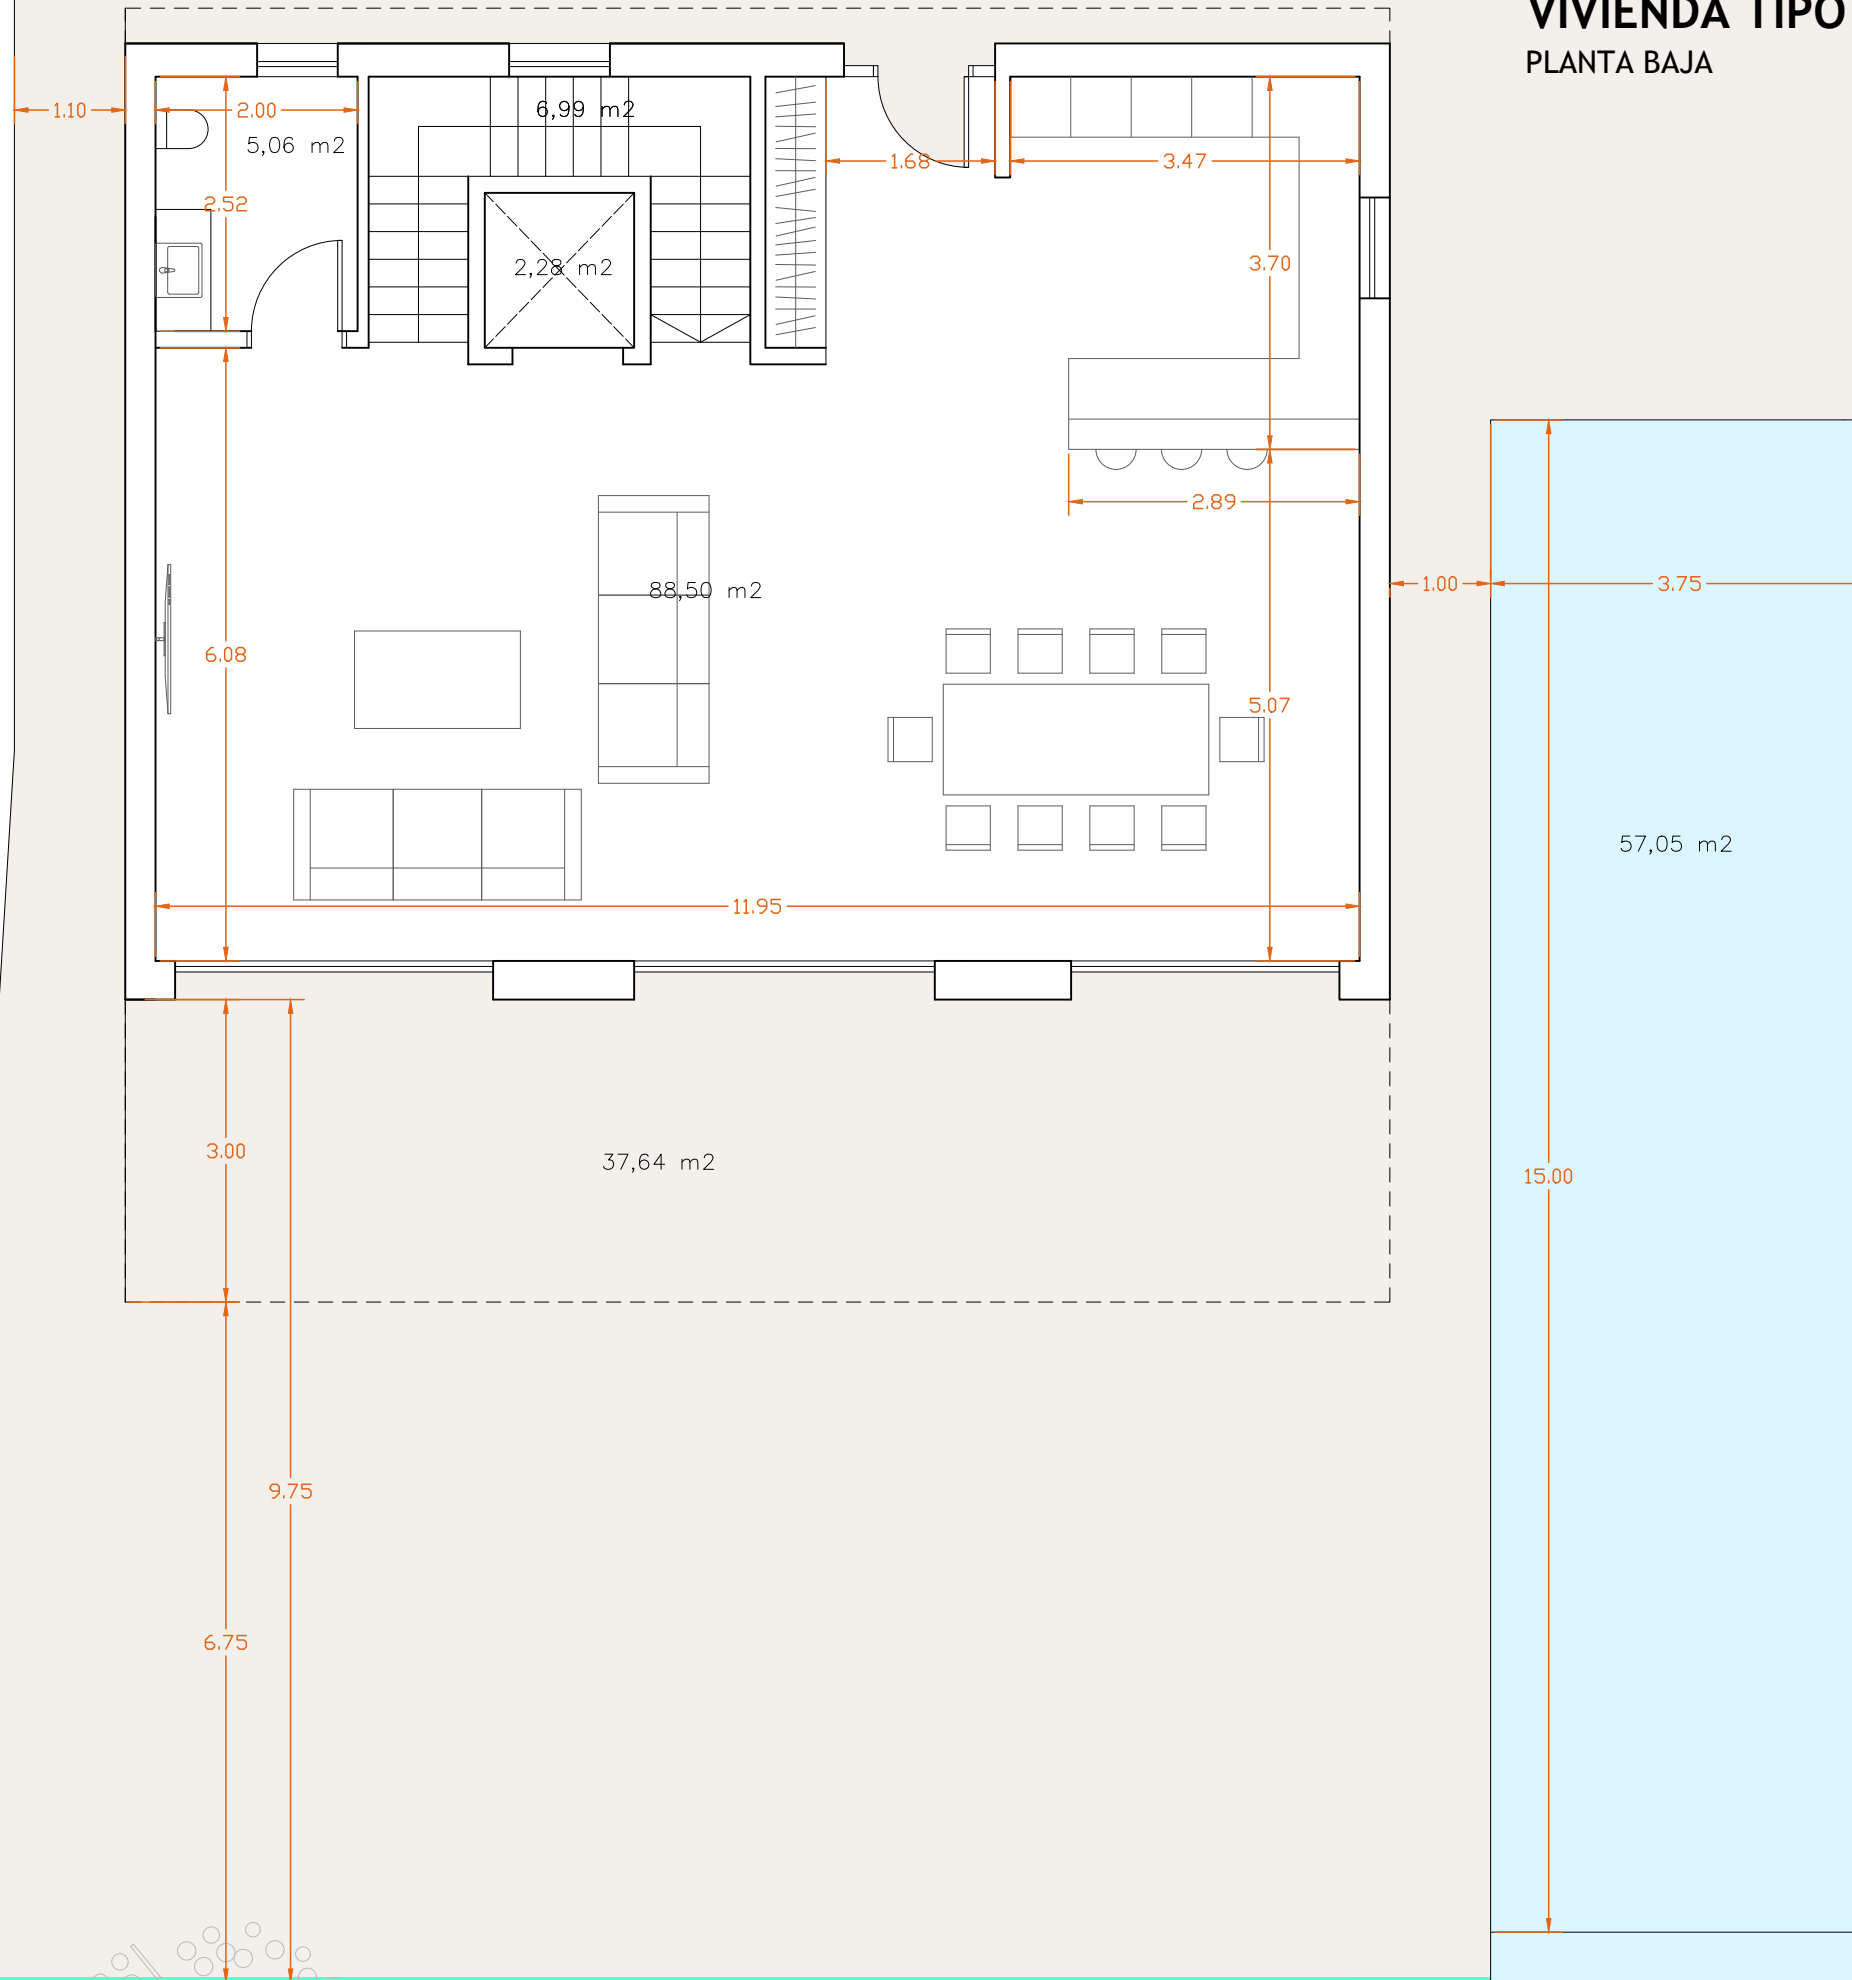 VIVIENDA TIPO
PLANTA BAJA
1.10
2.00
6,99 m2
5,06 m2
1.68
3.47
2.52
2,28 m2
3.70
2.89
88,50 m2
1.00
3.75
6.08
5.07
57,05 m2
11.95
3.00
37,64 m2
15.00
9.75
6.75